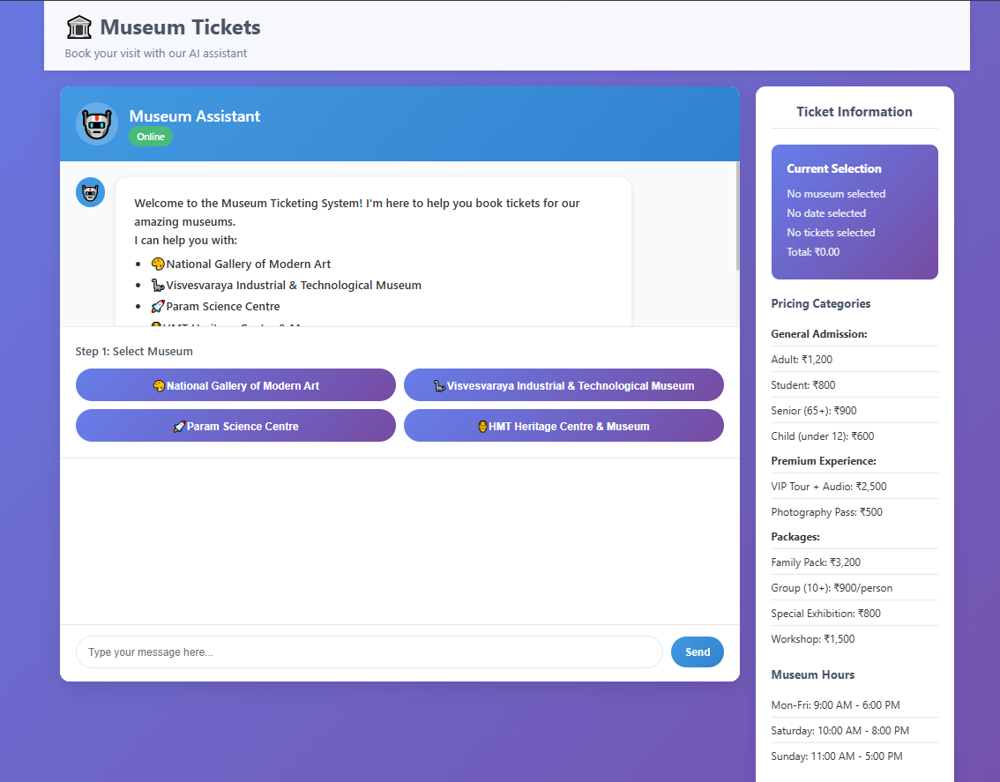 Museum Tickets
Book your visit with our AI assistant
Museum Assistant
Online
Welcome to the Museum Ticketing System! I'm here to help you book tickets for our
amazing museums.
I can help you with:
National Gallery of Modern Art
Visvesvaraya Industrial & Technological Museum
Param Science Centre
Step 1: Select Museum
National Gallery of Modern Art
Visvesvaraya Industrial & Technological Museum
Param Science Centre
HMT Heritage Centre & Museum
Type your message here...
Send
Ticket Information
Current Selection
No museum selected
No date selected
No tickets selected
Total: ₹0.00
Pricing Categories
General Admission:
Adult: ₹1,200
Student: ₹800
Senior (65+): ₹900
Child (under 12): ₹600
Premium Experience:
VIP Tour + Audio: ₹2,500
Photography Pass: ₹500
Packages:
Family Pack: ₹3,200
Group (10+): ₹900/person
Special Exhibition: ₹800
Workshop: ₹1,500
Museum Hours
Mon-Fri: 9:00 AM - 6:00 PM
Saturday: 10:00 AM - 8:00 PM
Sunday: 11:00 AM - 5:00 PM